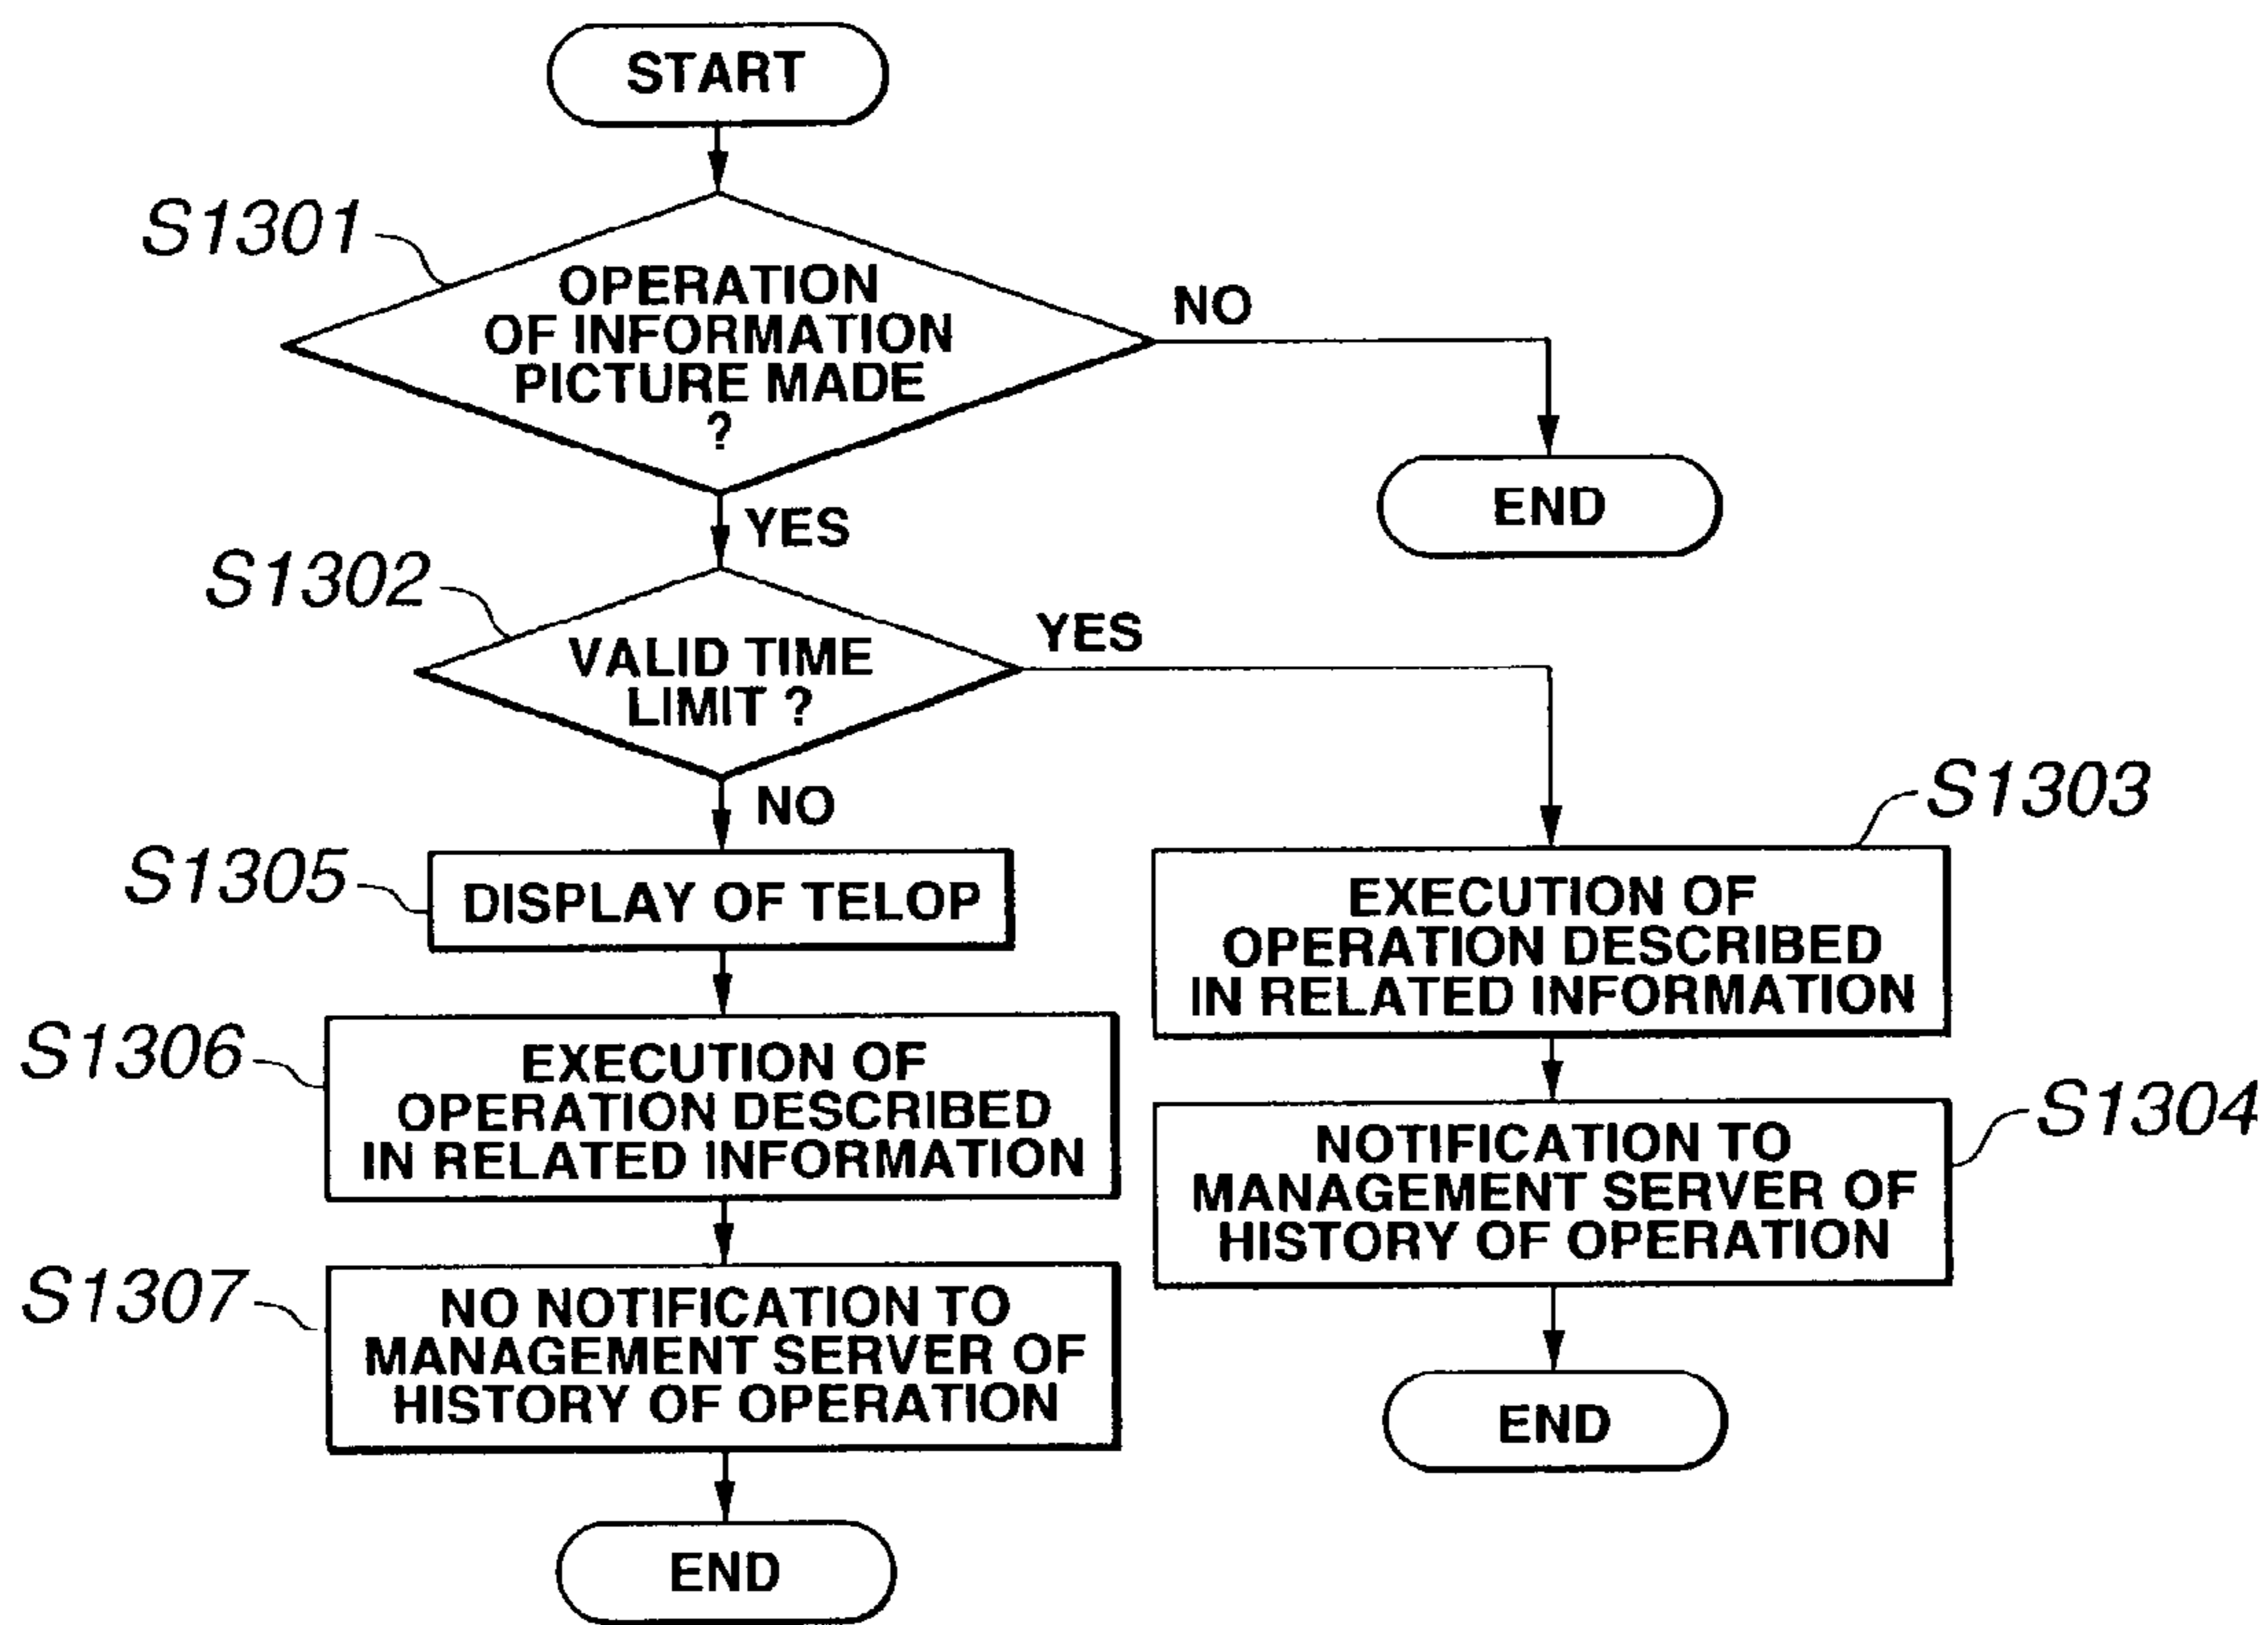 START
S1301
OPERATION
OF INFORMATION
PICTURE MADE
?
NO
END
YES
S1302
VALID TIME
LIMIT ?
YES
NO
S1305
DISPLAY OF TELOP
S1303
EXECUTION OF
OPERATION DESCRIBED
IN RELATED INFORMATION
S1306
EXECUTION OF
OPERATION DESCRIBED
IN RELATED INFORMATION
S1304
NOTIFICATION TO
MANAGEMENT SERVER OF
HISTORY OF OPERATION
S1307
NO NOTIFICATION TO
MANAGEMENT SERVER OF
HISTORY OF OPERATION
END
END